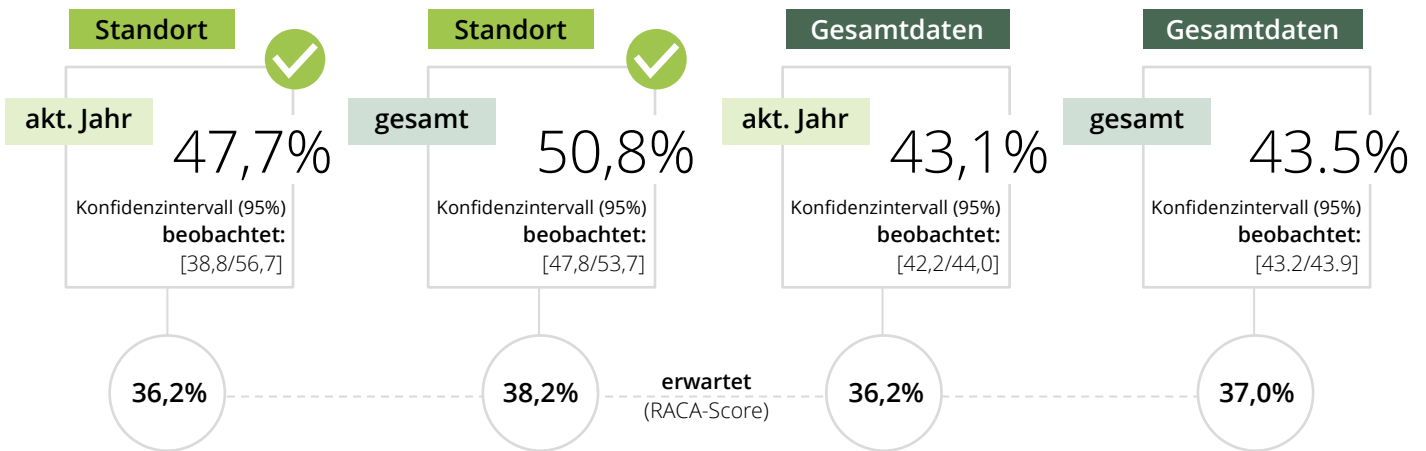 Standort
akt. Jahr
47,7%
Konfidenzintervall (95%)
beobachtet:
[38,8/56,7]
36,2%
Standort
gesamt
50,8%
Konfidenzintervall (95%)
beobachtet:
[47,8/53,7]
38,2%
erwartet
(RACA-Score)
Gesamtdaten
akt. Jahr
43,1%
Konfidenzintervall (95%)
beobachtet:
[42,2/44,0]
36,2%
Gesamtdaten
gesamt
43.5%
Konfidenzintervall (95%)
beobachtet:
[43.2/43.9]
37,0%